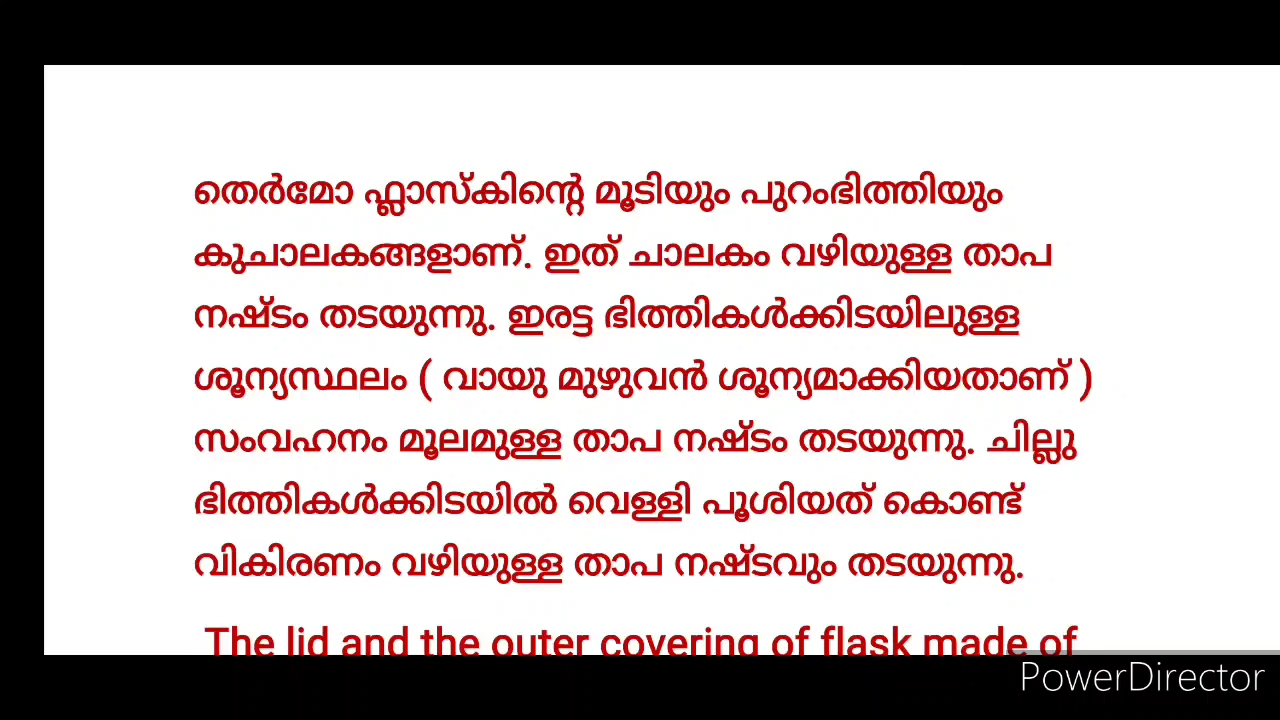 തെർമോ ഫ്ലാസ്കിന്റെ മൂടിയും പുറംഭിത്തിയും
കുചാലകങ്ങളാണ്. ഇത് ചാലകം വഴിയുള്ള താപ
നഷ്ടം തടയുന്നു. ഇരട്ട ഭിത്തികൾക്കിടയിലുള്ള
ശൂന്യസ്ഥലം ( വായു മുഴുവൻ ശൂന്യമാക്കിയതാണ് )
സംവഹനം മൂലമുള്ള താപ നഷ്ടം തടയുന്നു. ചില്ലു
ഭിത്തികൾക്കിടയിൽ വെള്ളി പൂശിയത് കൊണ്ട്
വികിരണം വഴിയുള്ള താപ നഷ്ടവും തടയുന്നു.
The lid and the outer covering of flask made of
PowerDirector